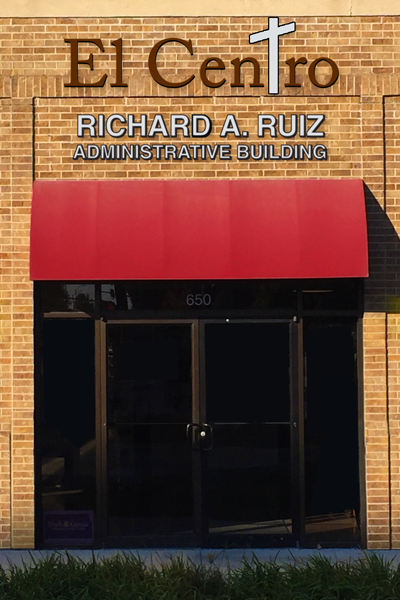 El Centro
RICHARD A. RUIZ
ADMINISTRATIVE BUILDING
650